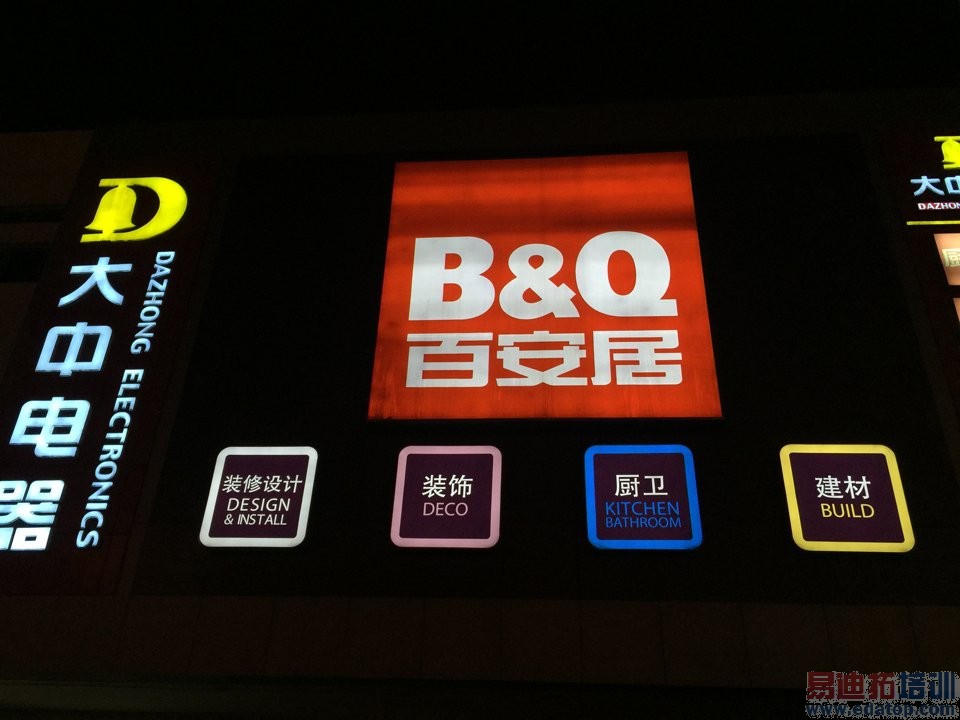 D
大中电器
DAZHONG ELECTRONICS
B&Q
百安居
装修设计
DESIGN
& INSTALL
装饰
DECO
厨卫
KITCHEN
BATHROOM
建材
BUILD
大中
厨
易迪拓培训
www.edatop.com